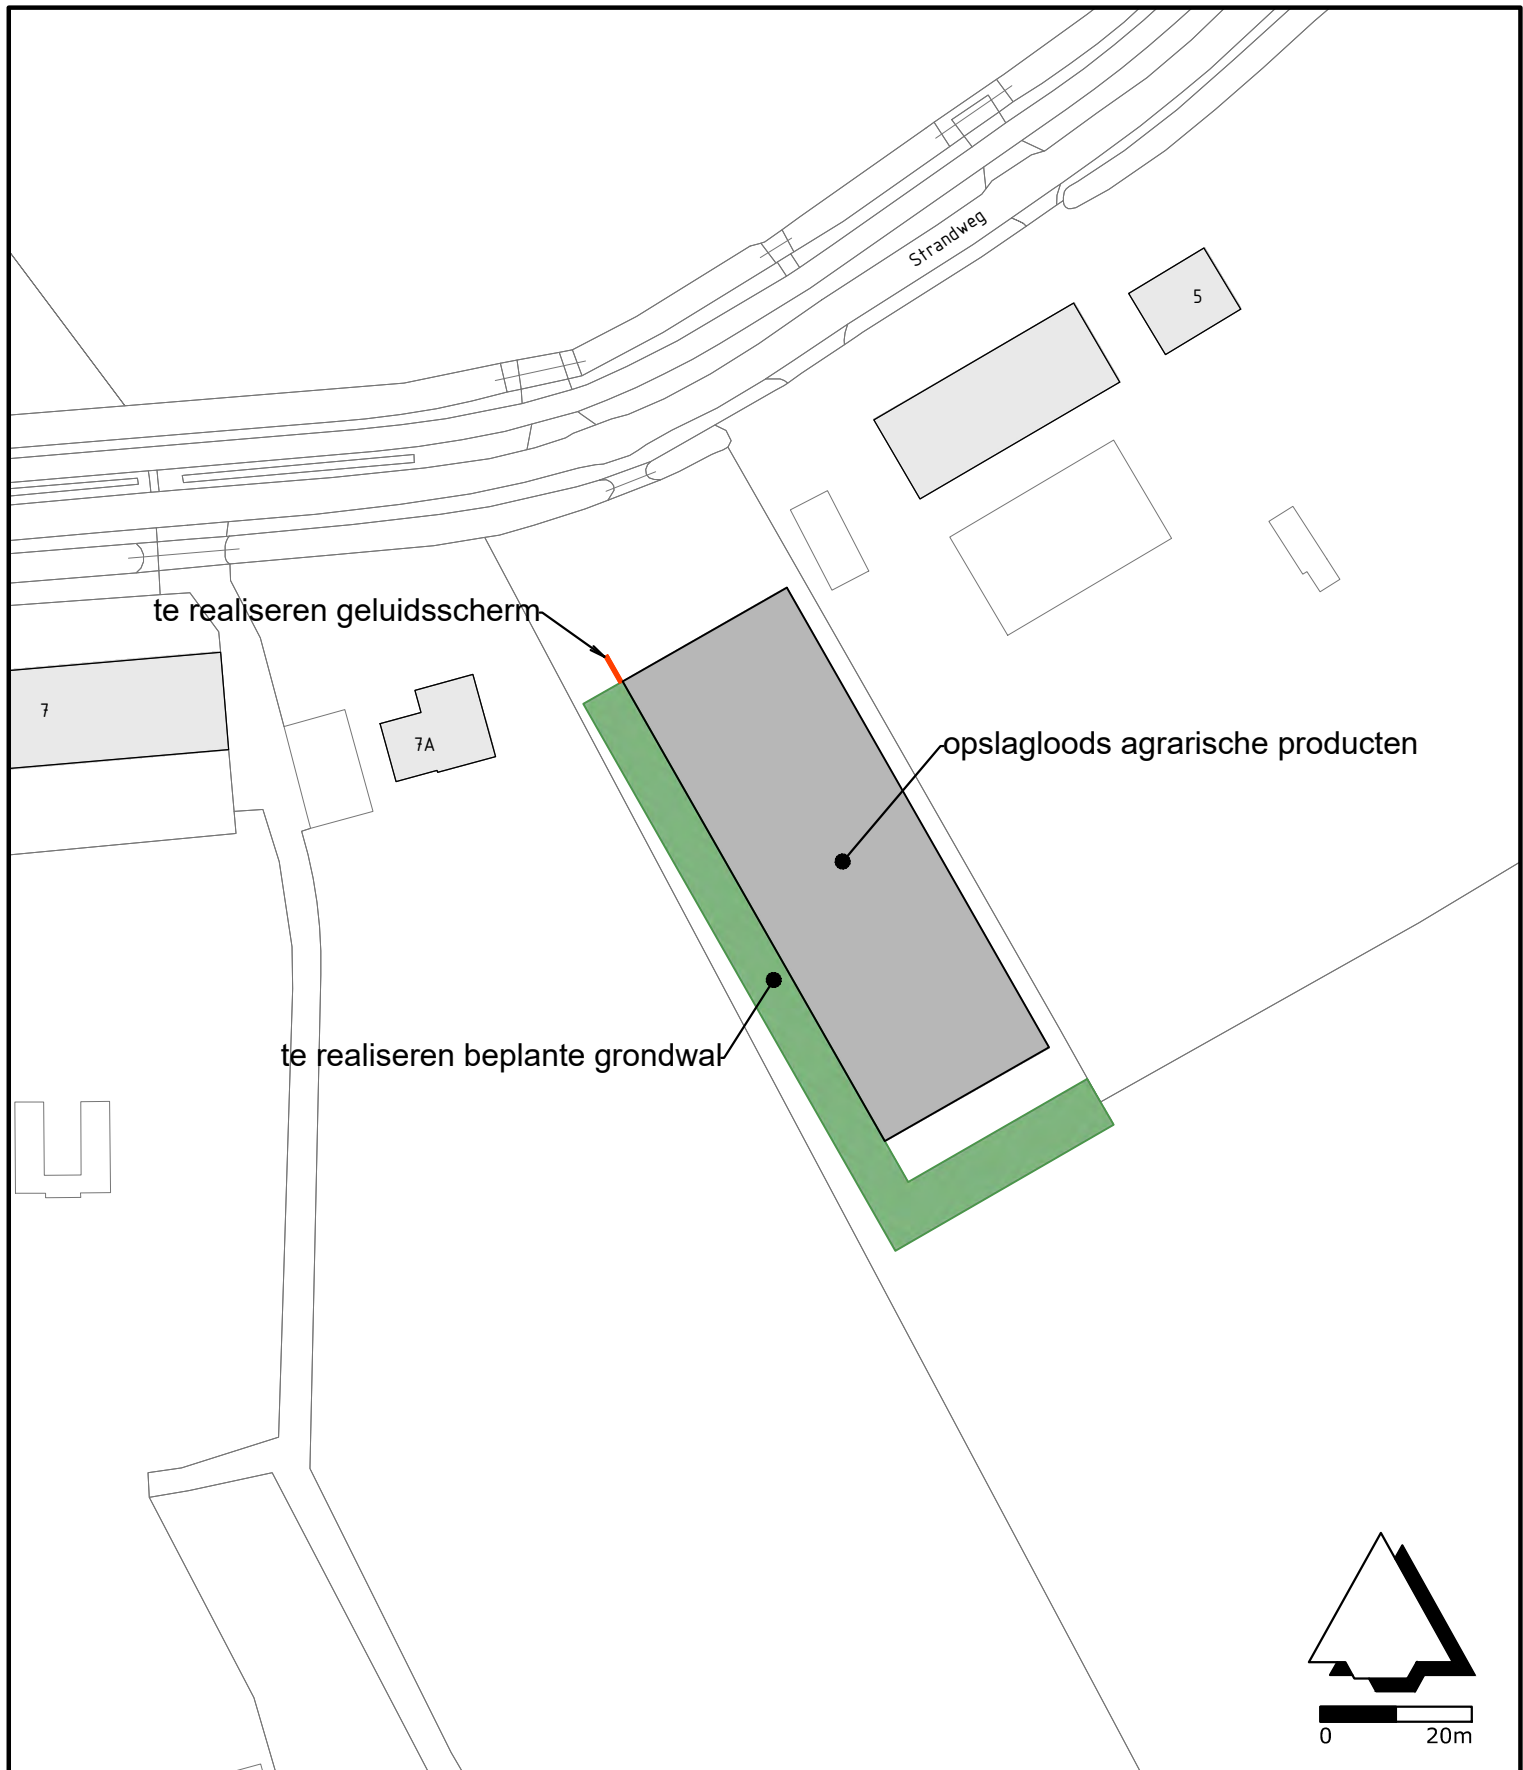 Strandweg
5
te realiseren geluidsscherm
7
7A
opslagloods agrarische producten
te realiseren beplante grondwal
0 20m